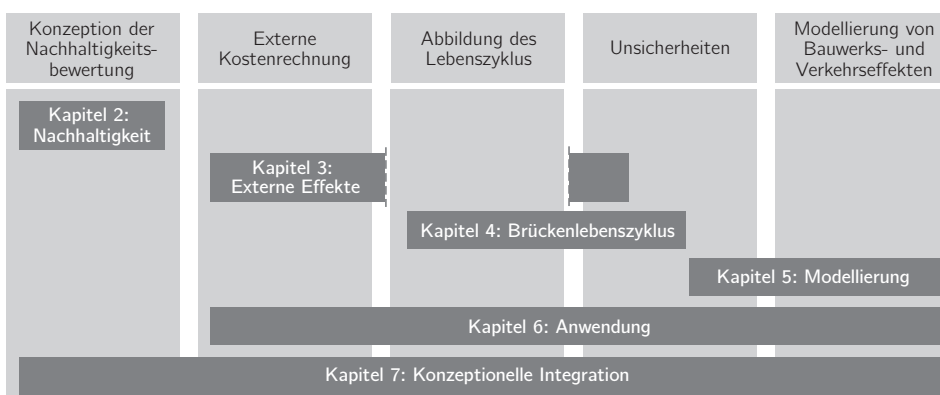 Konzeption der
Nachhaltigkeits-
bewertung
Externe
Kostenrechnung
Abbildung des
Lebenszyklus
Unsicherheiten
Modellierung von
Bauwerks- und
Verkehrseffekten
Kapitel 2:
Nachhaltigkeit
Kapitel 3:
Externe Effekte
Kapitel 4: Brückenlebenszyklus
Kapitel 5: Modellierung
Kapitel 6: Anwendung
Kapitel 7: Konzeptionelle Integration